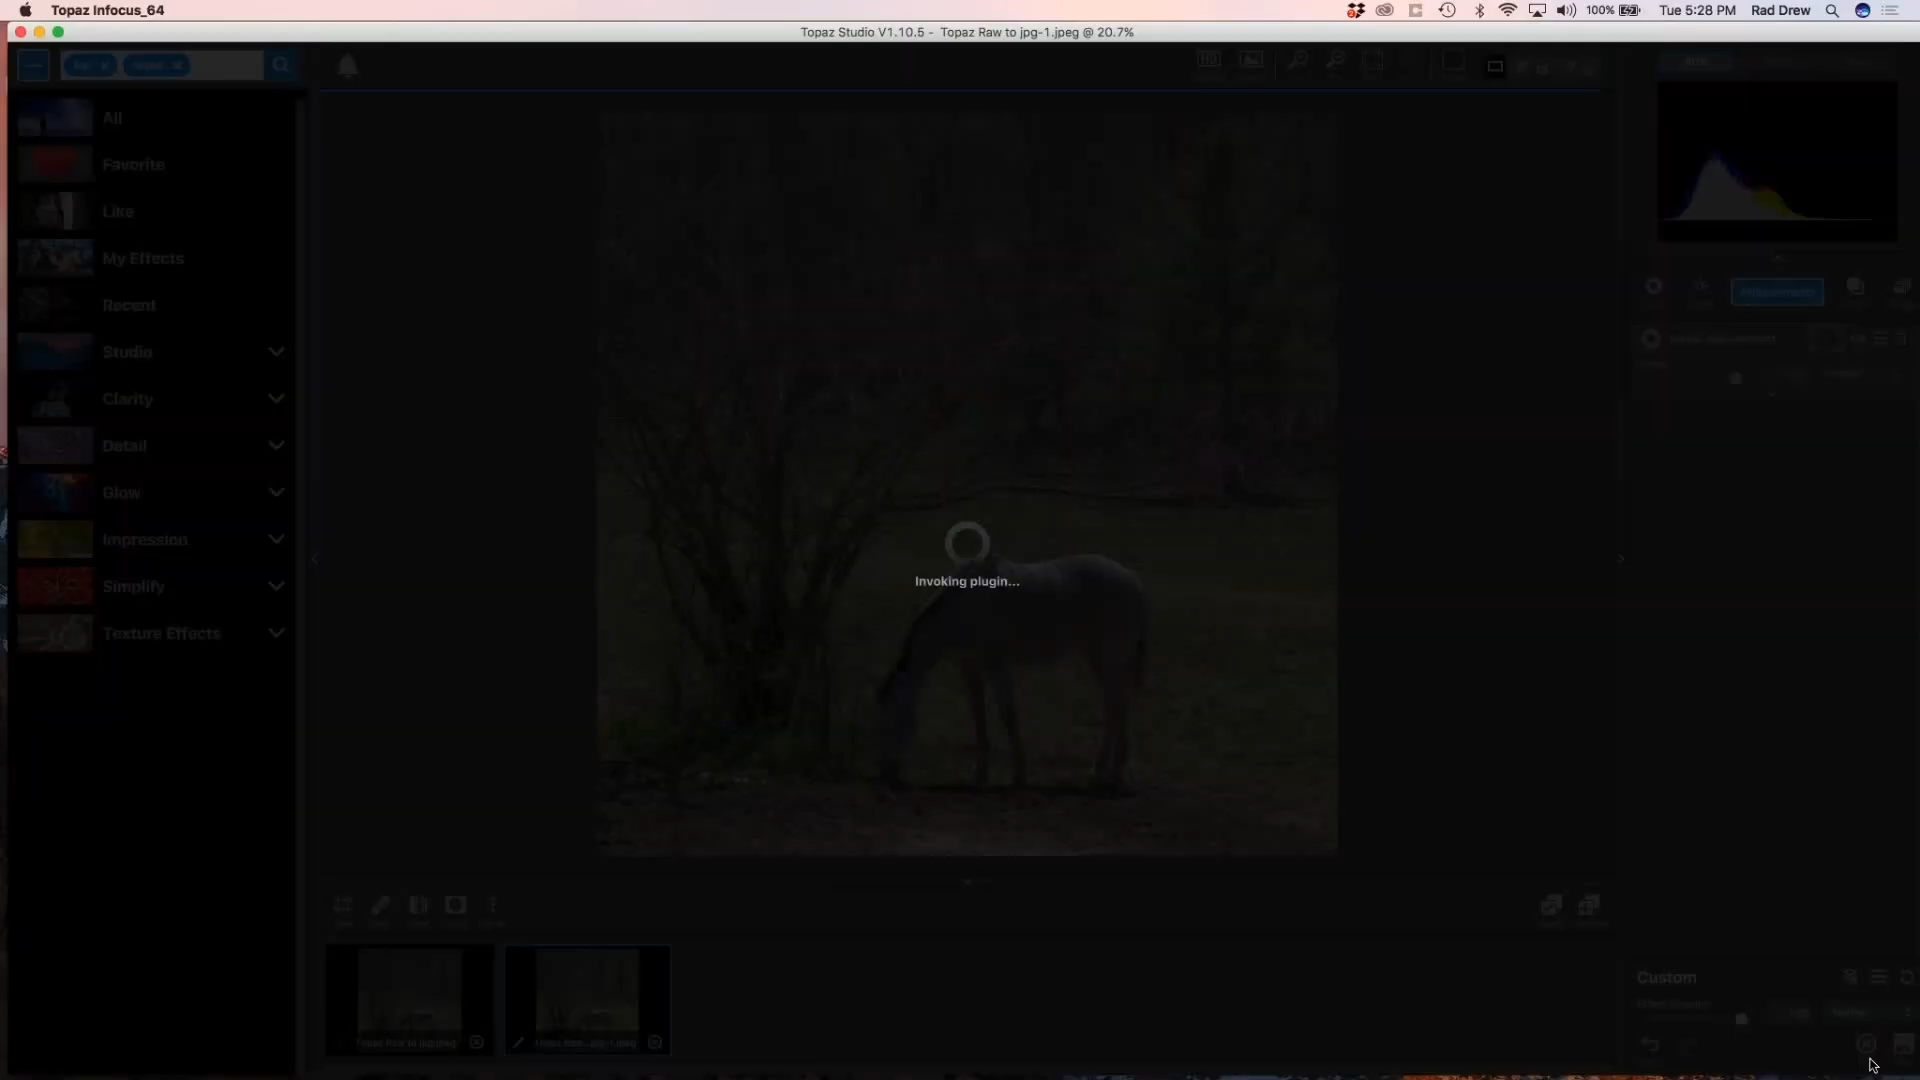 Topaz Infocus_64
100%
Tue 5:28 PM
Rad Drew
Topaz Studio V1.10.5 - Topaz Raw to jpg-1.jpeg @ 20.7%
All
Favorite
Like
My Effects
Recent
Studio
Clarity
Detail
Glow
Impression
Simplify
Texture Effects
HD
Invoking plugin...
Adjustments
Custom